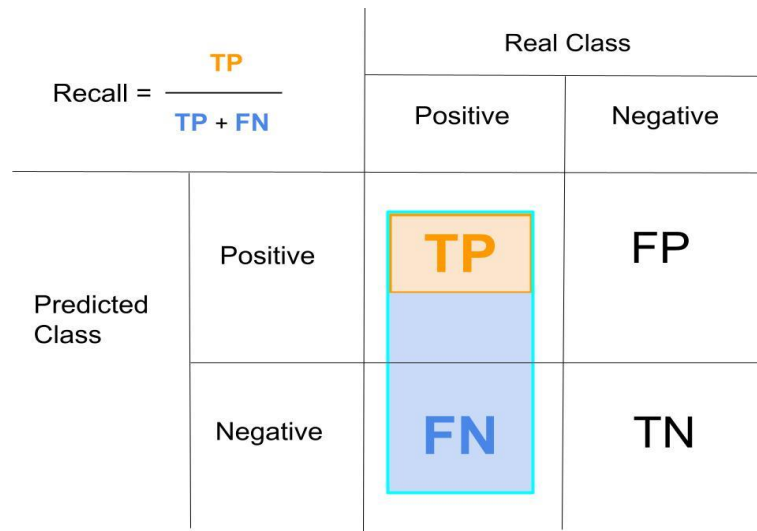 Recall = TP
TP + FN
Real Class
Positive Negative
Predicted
Class
Positive TP FP
Negative FN TN